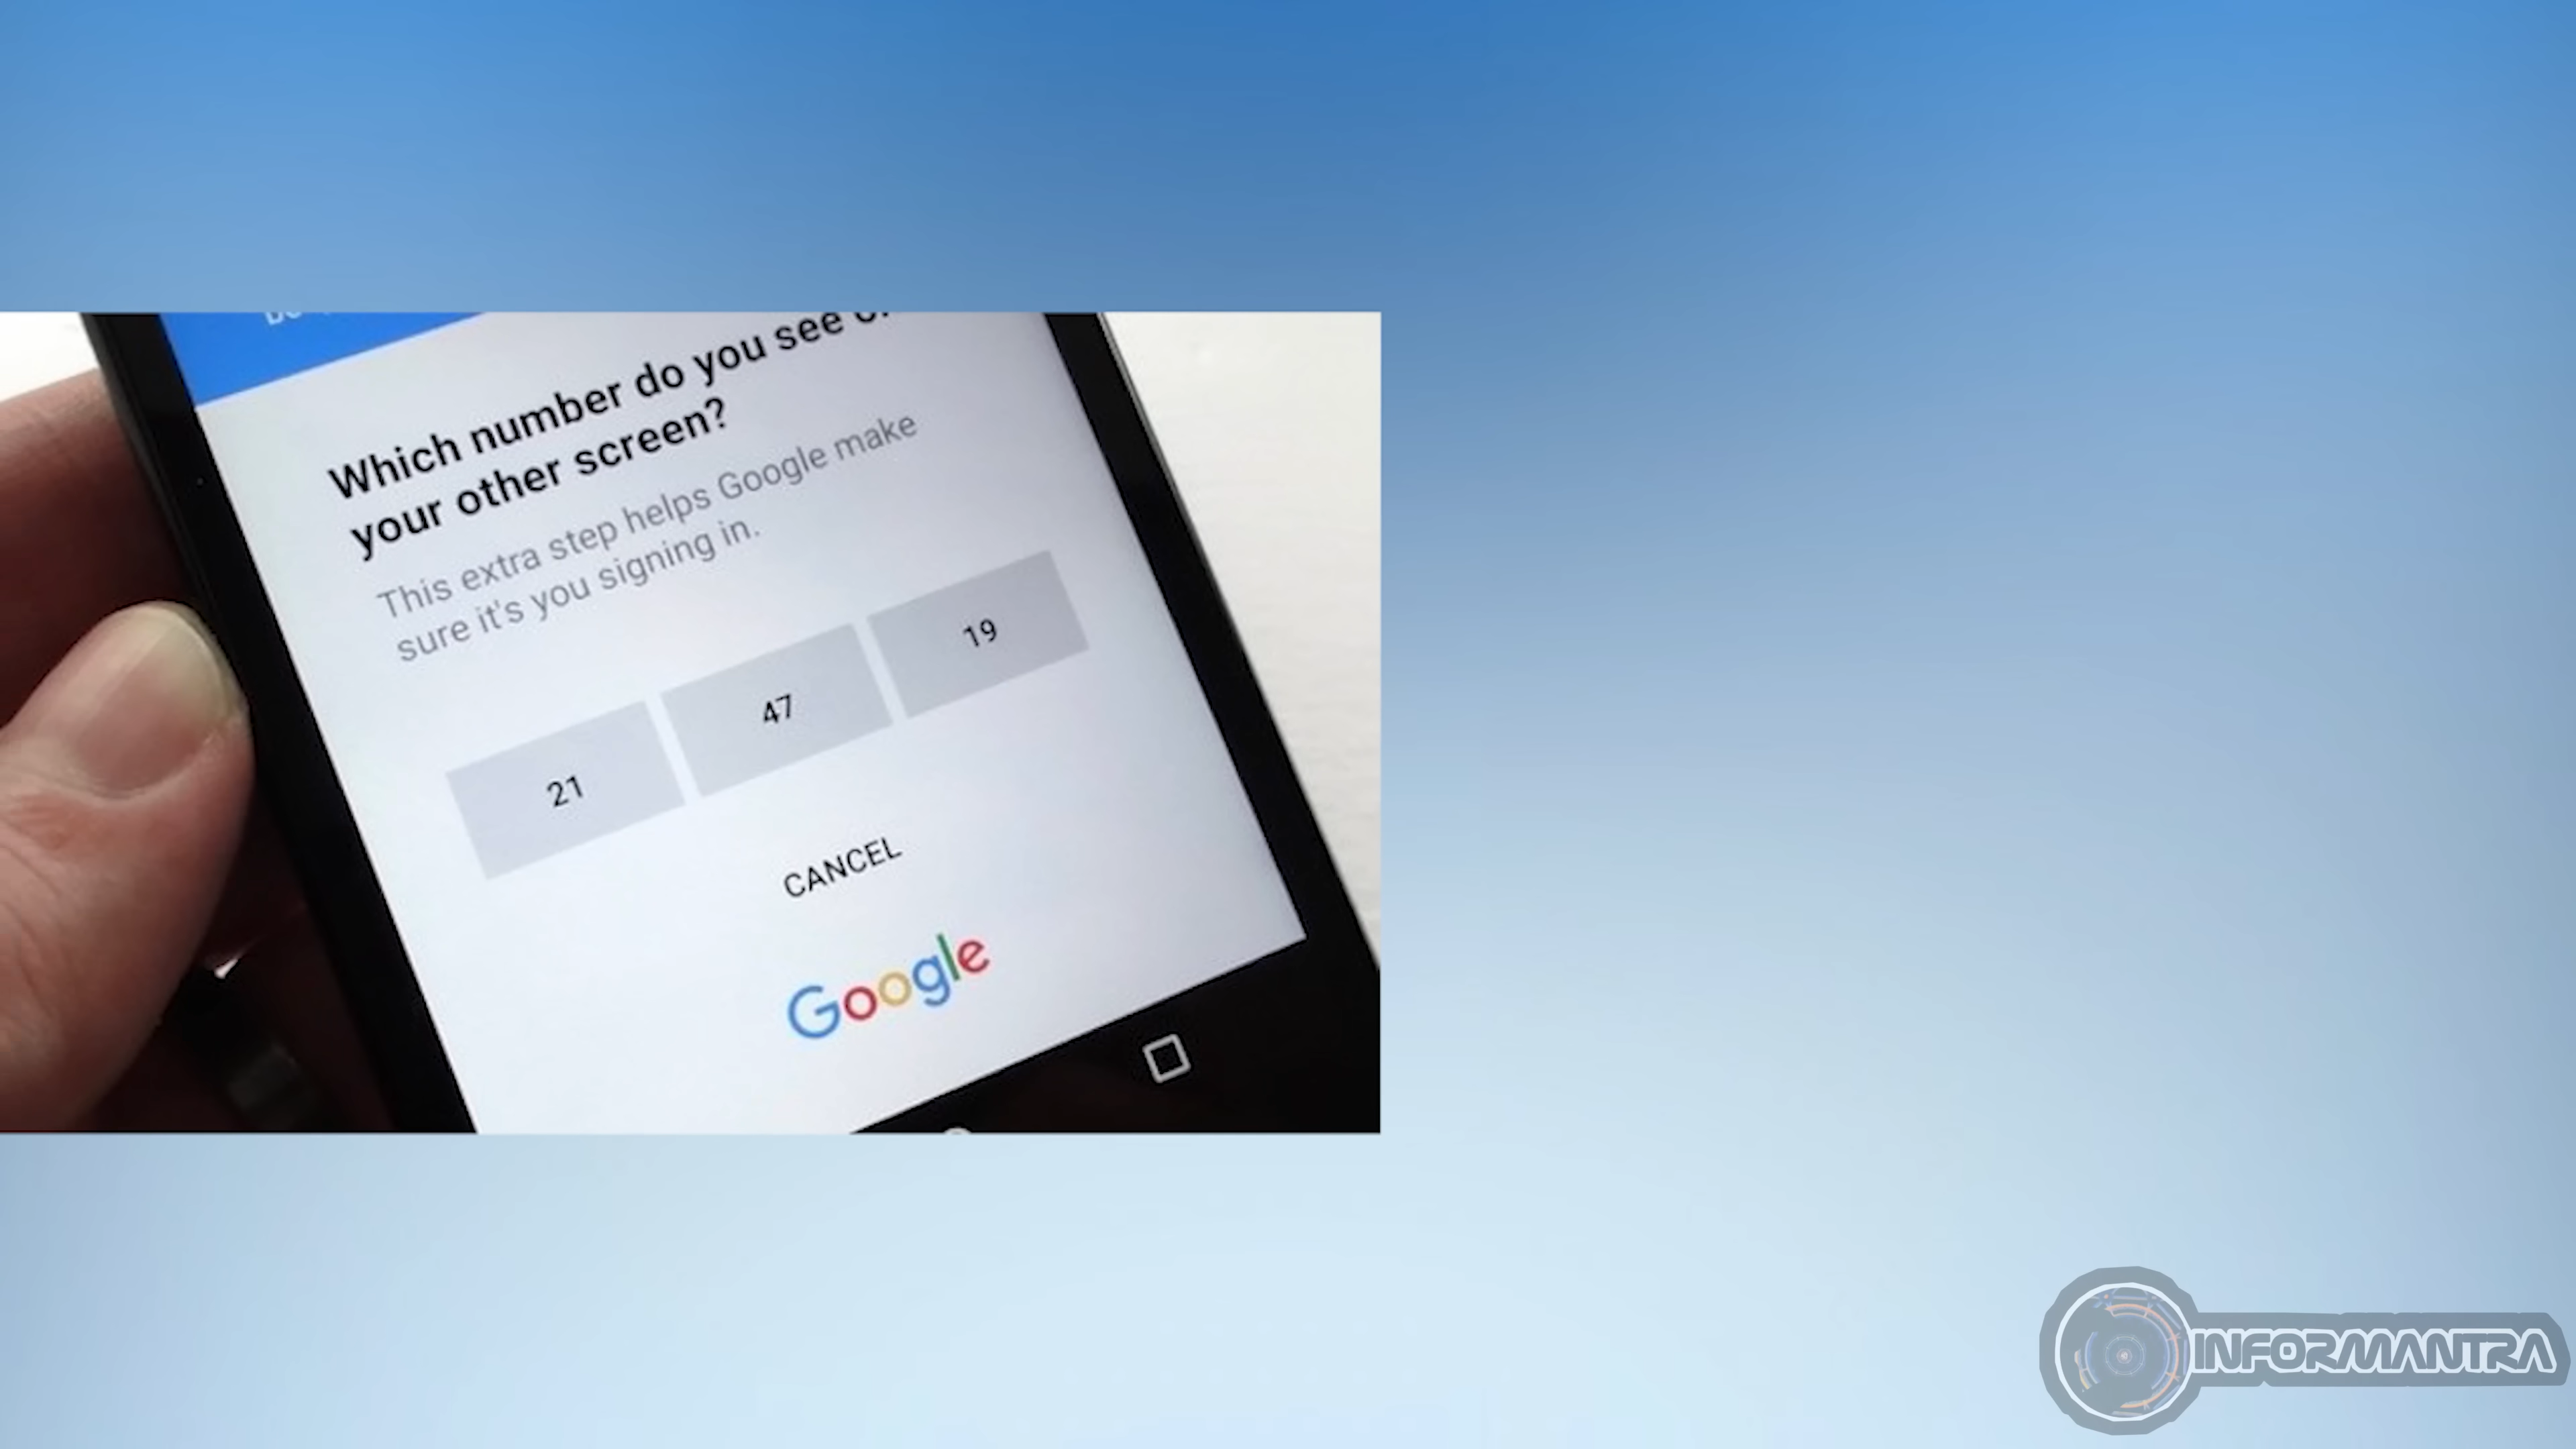 Which number do you see
your other screen?
This extra step helps Google make
sure it's you signing in.
21 47 19
CANCEL
Google
INFORMANTRA